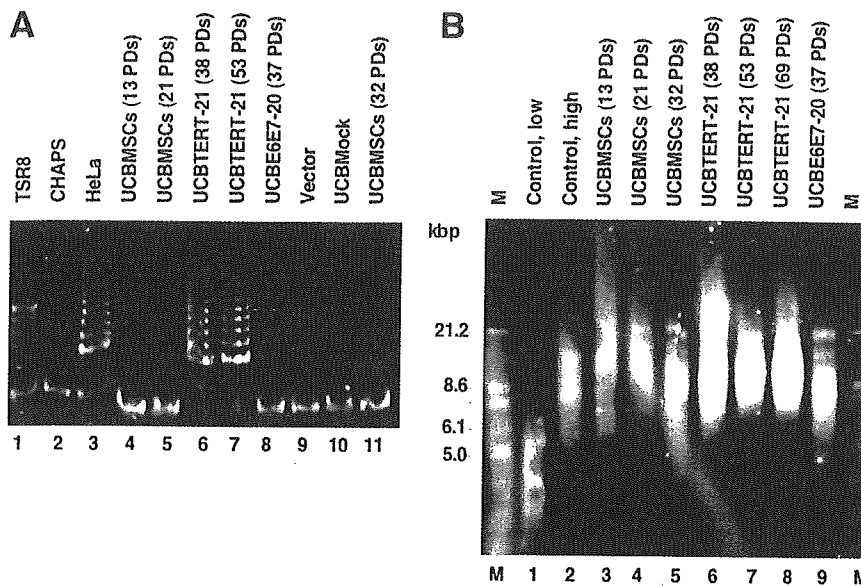 A
TSR8
CHAPS
HeLa
UCBMSCs (13 PDs)
UCBMSCs (21 PDs)
UCBTERT-21 (38 PDs)
UCBTERT-21 (53 PDs)
UCBE6E7-20 (37 PDs)
Vector
UCBMock
UCBMSCs (32 PDs)
1 2 3 4 5 6 7 8 9 10 11
B
M
Control, low
Control, high
UCBMSCs (13 PDs)
UCBMSCs (21 PDs)
UCBMSCs (32 PDs)
UCBTERT-21 (38 PDs)
UCBTERT-21 (53 PDs)
UCBTERT-21 (69 PDs)
UCBE6E7-20 (37 PDs)
M
kbp
21.2
8.6
6.1
5.0
M 1 2 3 4 5 6 7 8 9 M